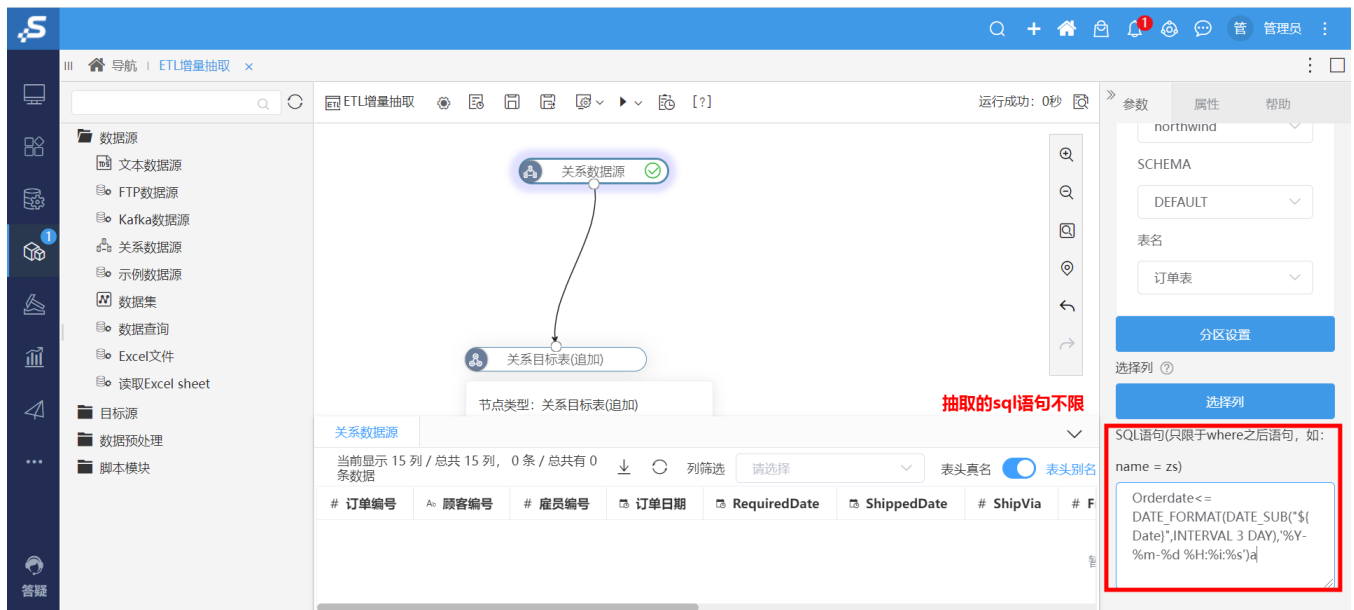 1
管
管理员
导航
ETL增量抽取
ETL增量抽取
运行成功: 0秒
参数
属性
帮助
northwind
SCHEMA
DEFAULT
表名
订单表
分区设置
选择列
选择列
SQL语句(只限于where之后语句, 如:
name = zs)
Orderdate<=
DATE_FORMAT(DATE_SUB("${
Date}",INTERVAL 3 DAY),'%Y-
%m-%d %H:%i:%s')a
数据源
文本数据源
FTP数据源
Kafka数据源
关系数据源
示例数据源
数据集
数据查询
Excel文件
读取Excel sheet
目标源
数据预处理
脚本模块
1
答疑
关系数据源
关系目标表(追加)
节点类型: 关系目标表(追加)
抽取的sql语句不限
关系数据源
当前显示 15 列 / 总共 15 列, 0 条 / 总共有 0
条数据
列筛选
请选择
表头真名
表头别名
# 订单编号
顾客编号
# 雇员编号
订单日期
RequiredDate
ShippedDate
# ShipVia
# F